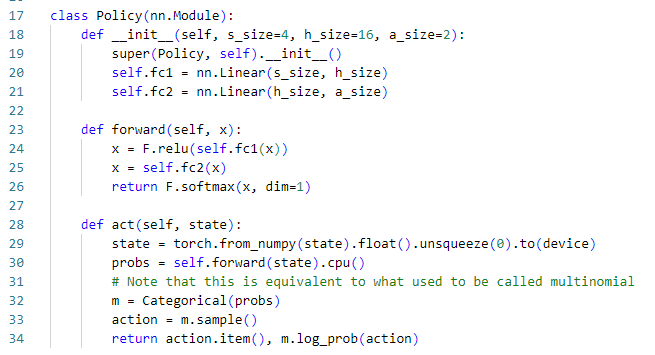 17 class Policy(nn.Module):
18     def __init__(self, s_size=4, h_size=16, a_size=2):
19         super(Policy, self).__init__()
20         self.fc1 = nn.Linear(s_size, h_size)
21         self.fc2 = nn.Linear(h_size, a_size)
22
23     def forward(self, x):
24         x = F.relu(self.fc1(x))
25         x = self.fc2(x)
26         return F.softmax(x, dim=1)
27
28     def act(self, state):
29         state = torch.from_numpy(state).float().unsqueeze(0).to(device)
30         probs = self.forward(state).cpu()
31         # Note that this is equivalent to what used to be called multinomial
32         m = Categorical(probs)
33         action = m.sample()
34         return action.item(), m.log_prob(action)